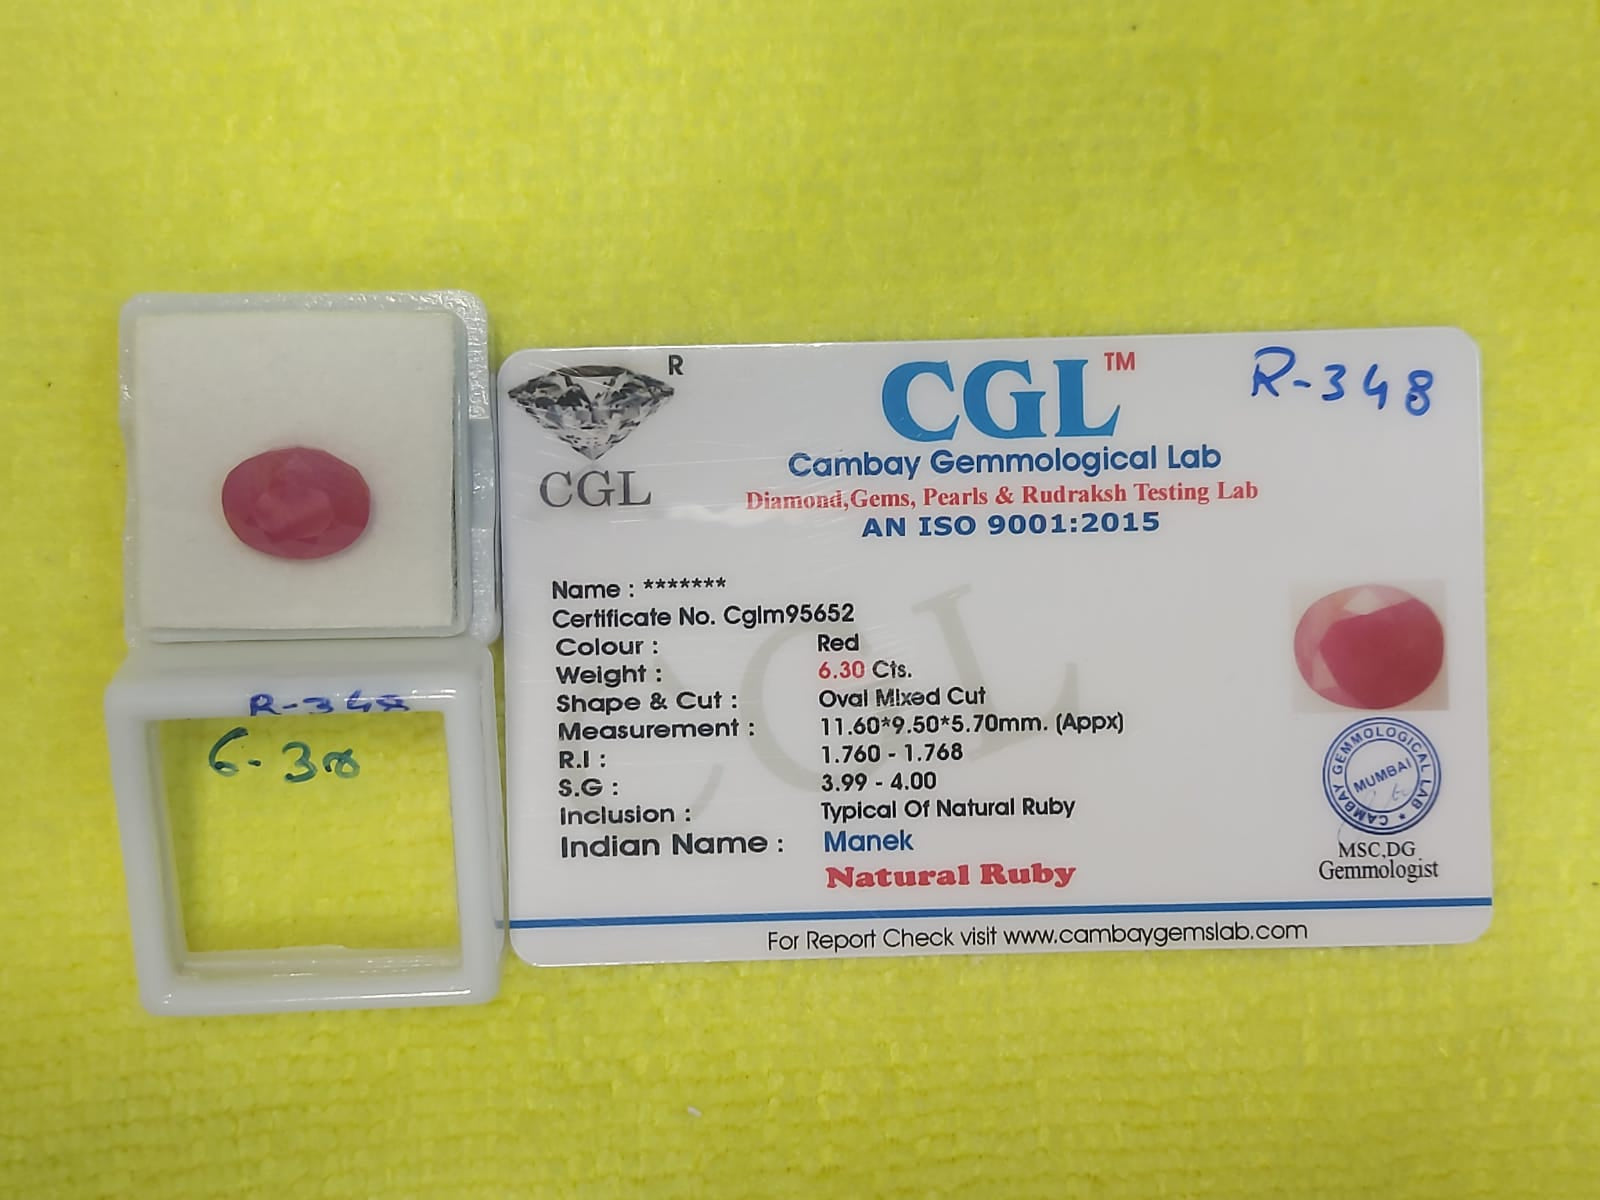 R
CGL
CGL™
Cambay Gemmological Lab
Diamond,Gems, Pearls & Rudraksh Testing Lab
AN ISO 9001:2015
R-348
Name : *******
Certificate No. Cglm95652
Colour : Red
Weight : 6.30 Cts.
Shape & Cut : Oval Mixed Cut
Measurement : 11.60*9.50*5.70mm. (Appx)
R.I : 1.760 - 1.768
S.G : 3.99 - 4.00
Inclusion : Typical Of Natural Ruby
Indian Name : Manek
Natural Ruby
CGL
CAMBAY GEMMOLOGICAL LAB
MUMBAI
MSC,DG
Gemmologist
For Report Check visit www.cambaygemslab.com
R-348
6-30